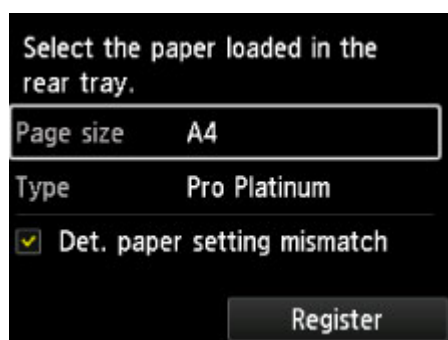 Select the paper loaded in the
rear tray.
Page size A4
Type Pro Platinum
Det. paper setting mismatch
Register